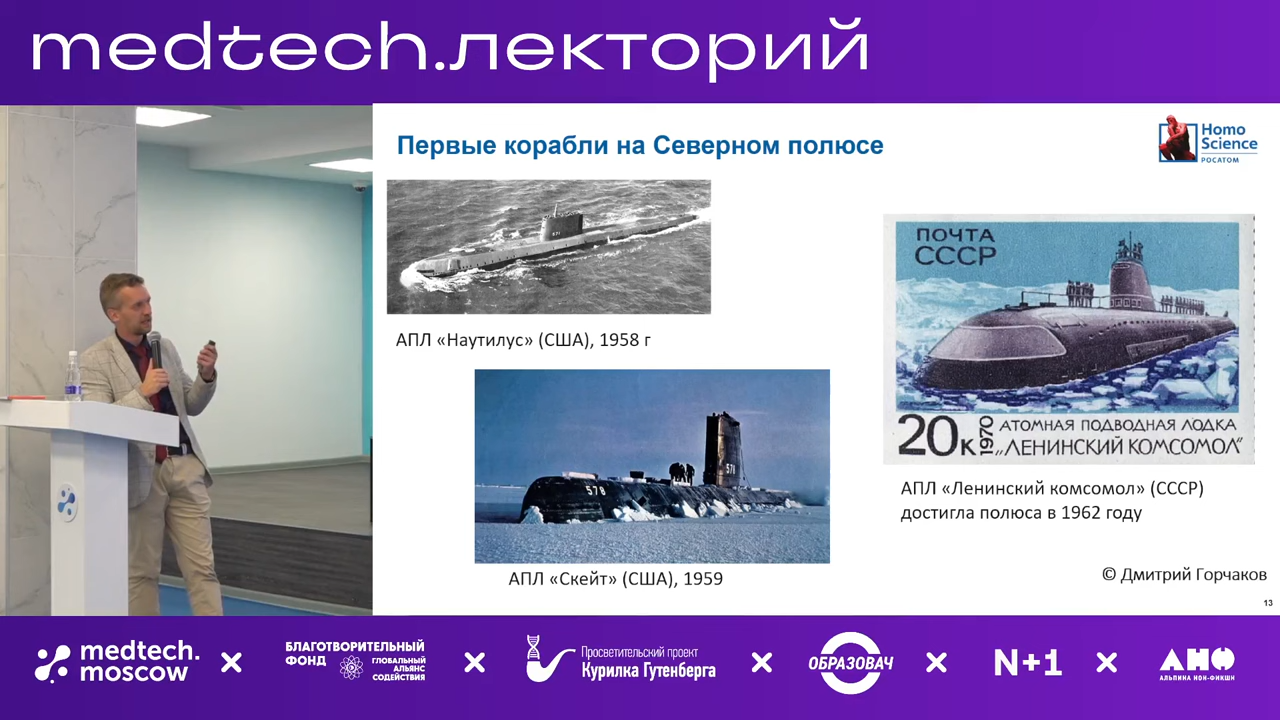 medtech.лекторий
Первые корабли на Северном полюсе
Homo
Science
РОСАТОМ
571
АПЛ «Наутилус» (США), 1958 г
578
АПЛ «Скейт» (США), 1959
ПОЧТА
СССР
20к
1970
АТОМНАЯ ПОДВОДНАЯ ЛОДКА
„ЛЕНИНСКИЙ КОМСОМОЛ“
АПЛ «Ленинский комсомол» (СССР)
достигла полюса в 1962 году
© Дмитрий Горчаков
13
medtech.
moscow
БЛАГОТВОРИТЕЛЬНЫЙ
ФОНД
ГЛОБАЛЬНЫЙ
АЛЬЯНС
СОДЕЙСТВИЯ
Просветительский проект
Курилка Гутенберга
ОБРАЗОВАЧ
N+1
АНФ
АЛЬПИНА НОН-ФИКШН